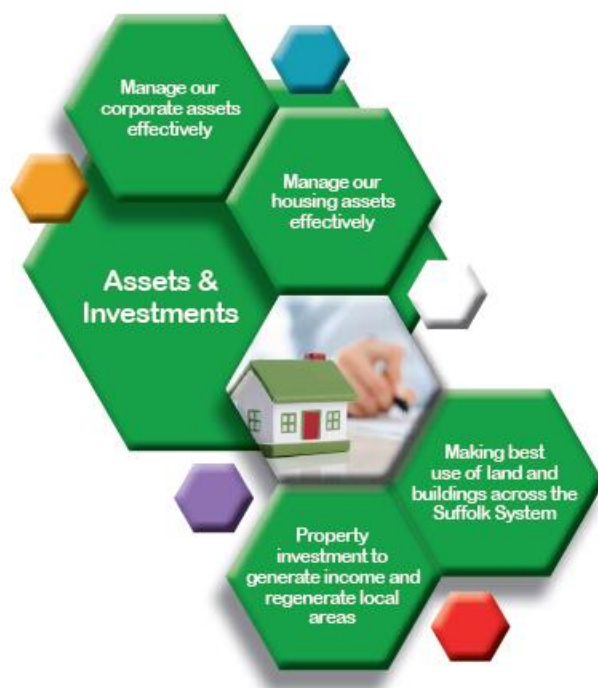 Manage our
corporate assets
effectively
Manage our
housing assets
effectively
Assets &
Investments
Making best
use of land and
buildings across the
Suffolk System
Property
investment to
generate income and
regenerate local
areas